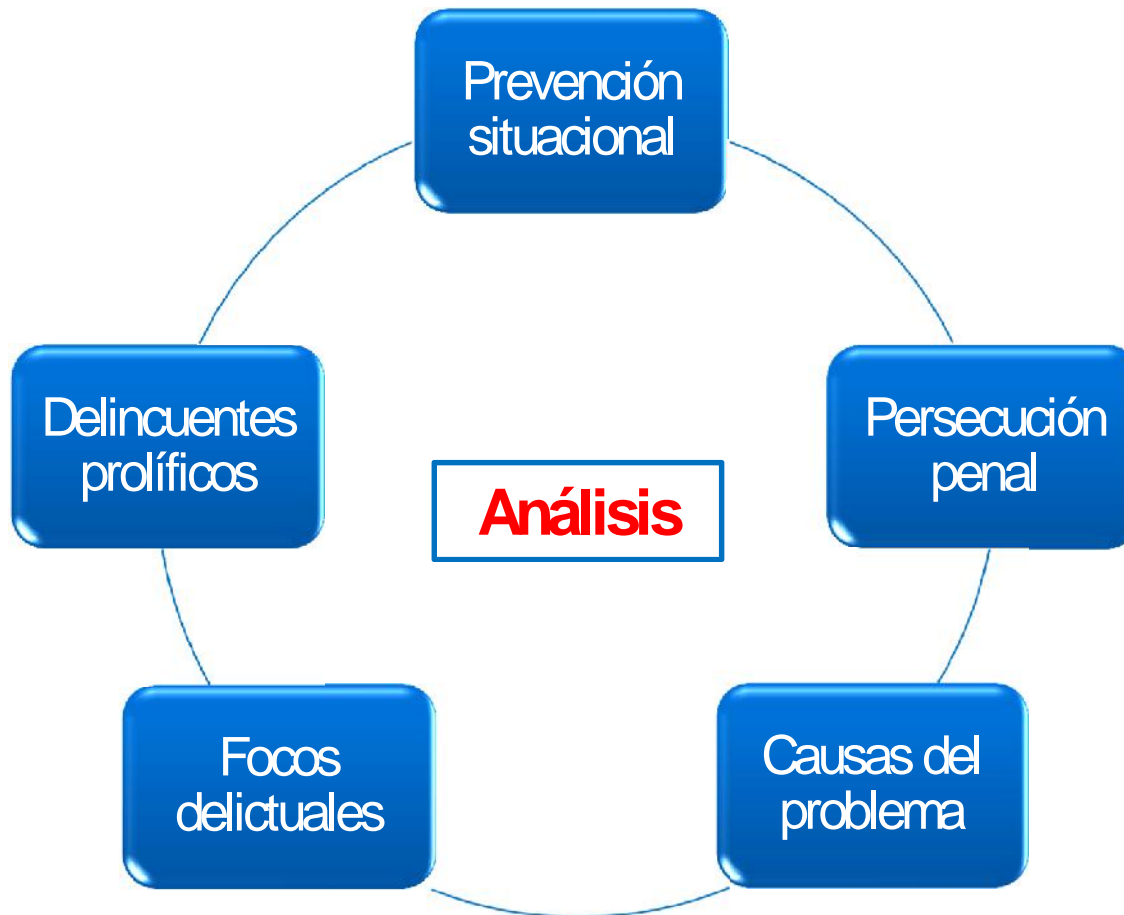 Prevención
situacional
Delincuentes
prolíficos
Persecución
penal
Análisis
Focos
delictuales
Causas del
problema